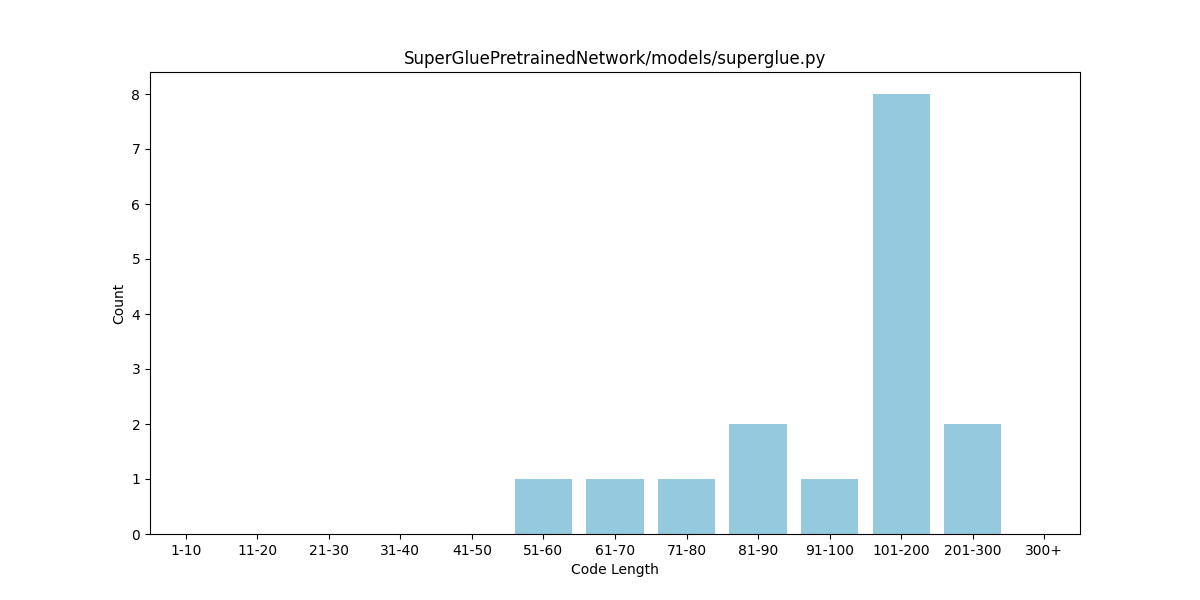 SuperGluePretrainedNetwork/models/superglue.py
8
7
6
5
4
3
2
1
0
Count
1-10 11-20 21-30 31-40 41-50 51-60 61-70 71-80 81-90 91-100 101-200 201-300 300+
Code Length